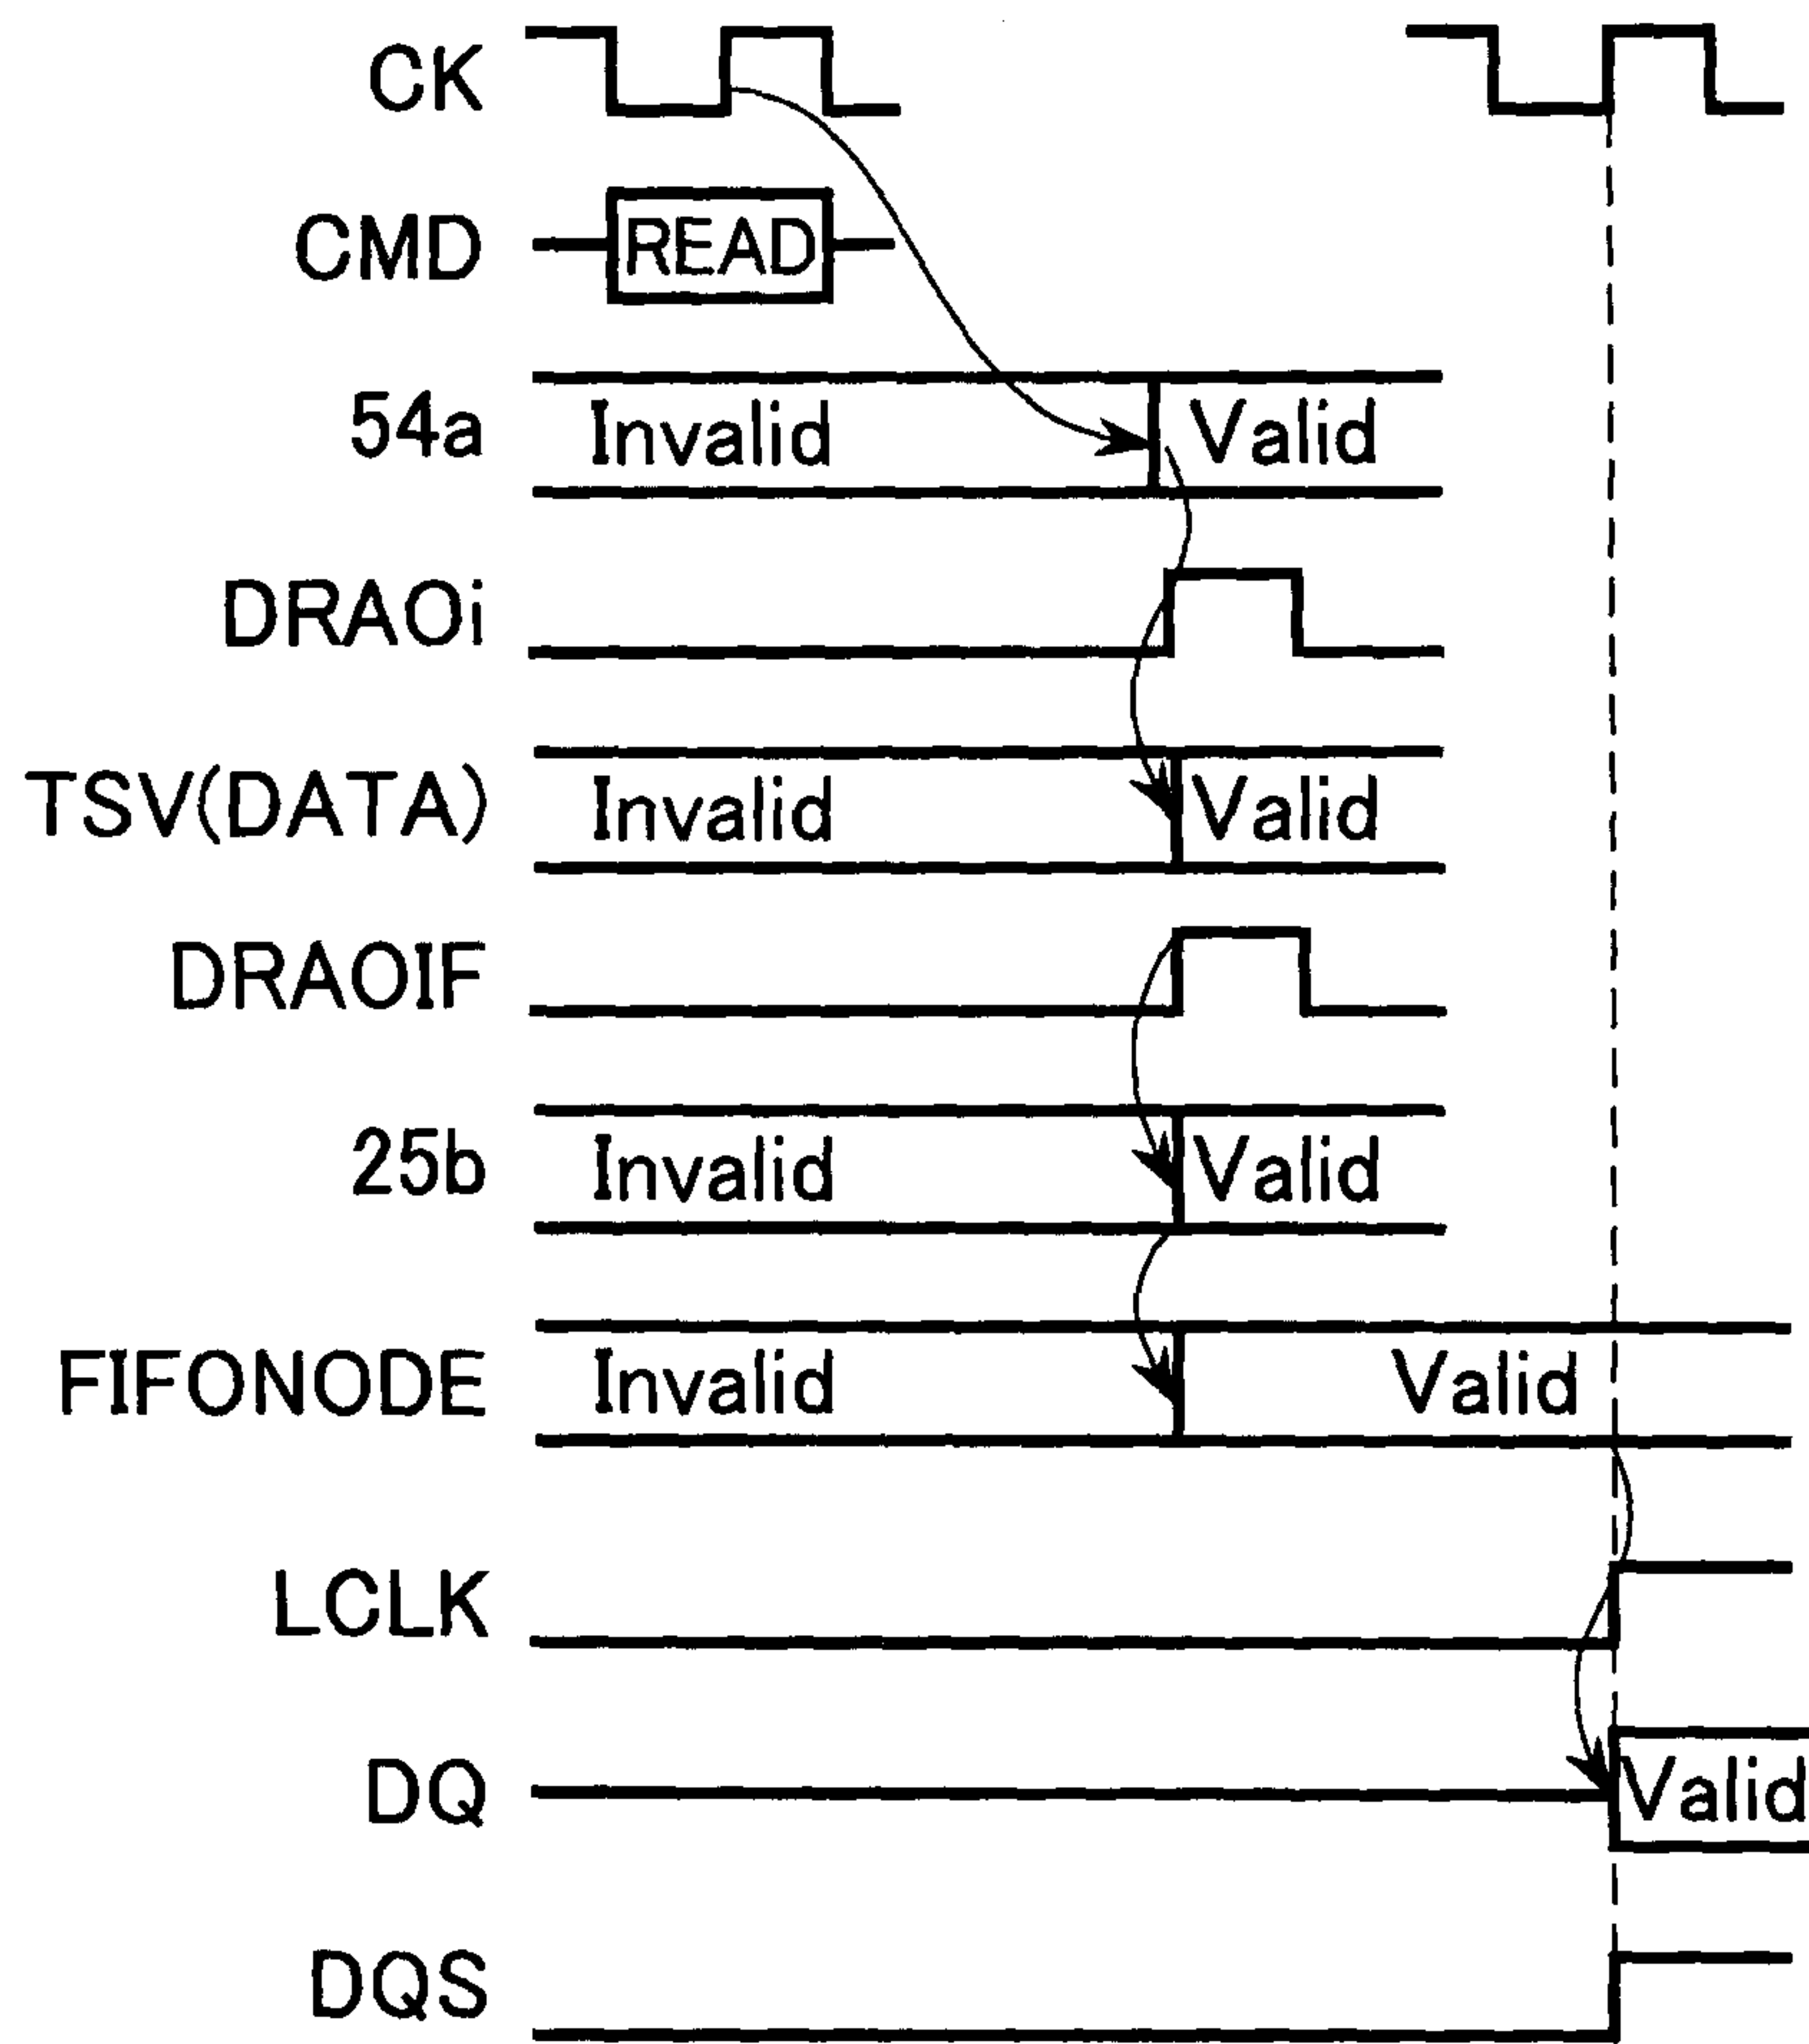 CK
CMD READ
54a Invalid Valid
DRAOi
TSV(DATA) Invalid Valid
DRAOIF
25b Invalid Valid
FIFONODE Invalid Valid
LCLK
DQ Valid
DQS